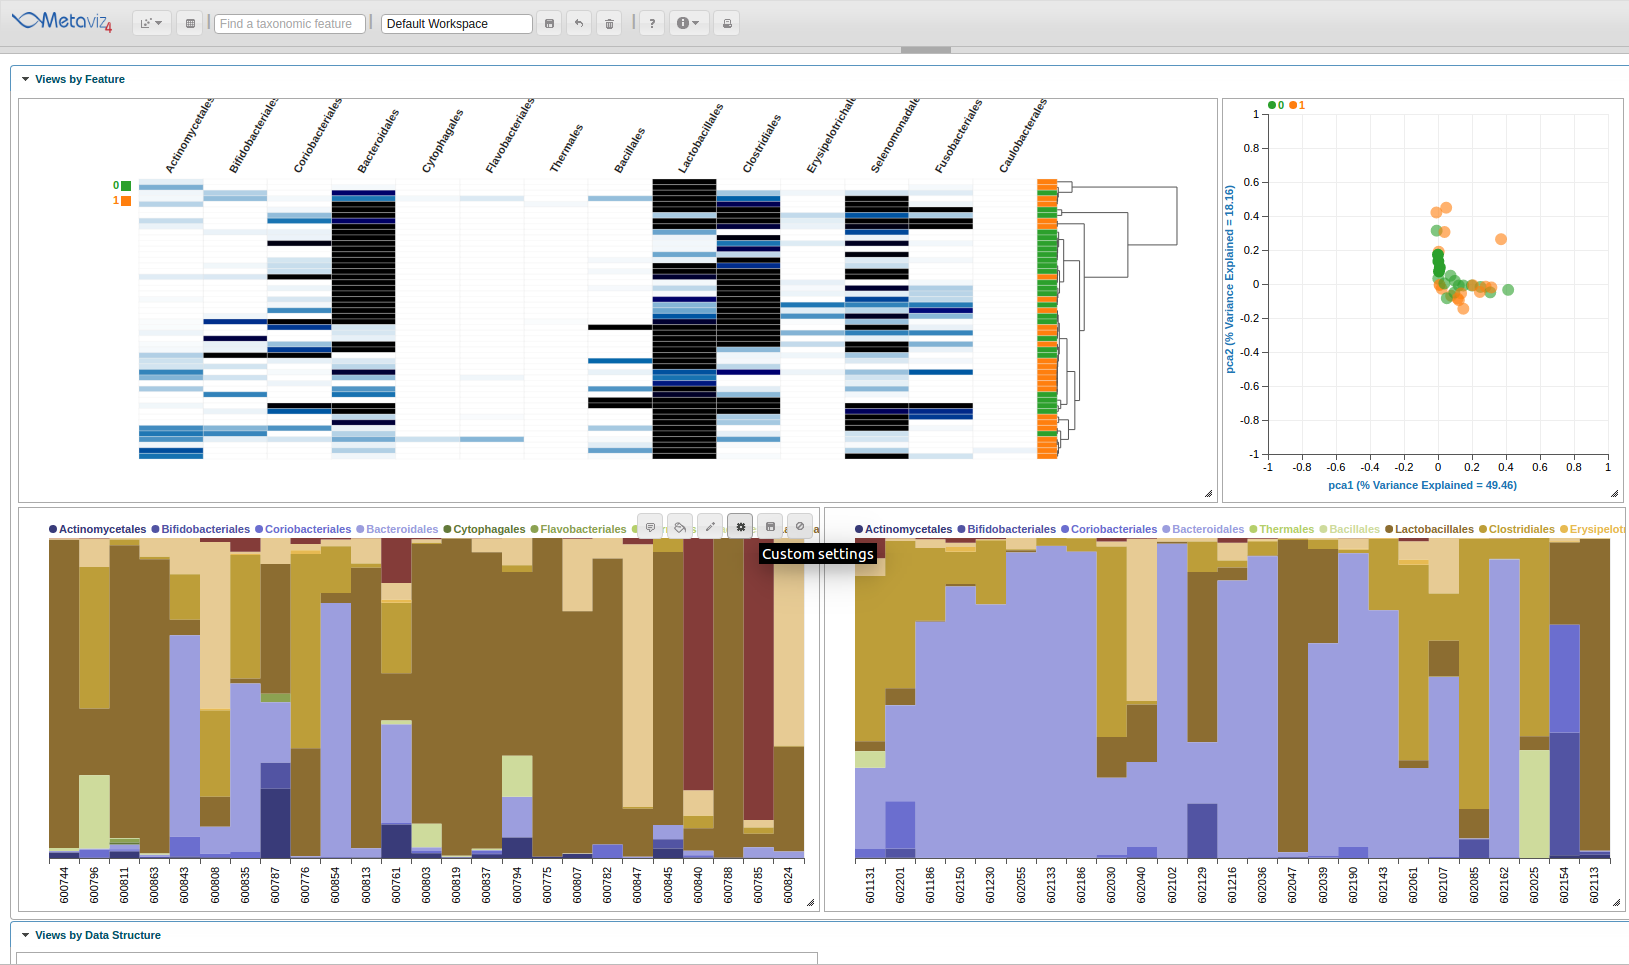 Metaviz4
Find a taxonomic feature
Default Workspace
?
Views by Feature
Actinomycetales
Bifidobacteriales
Coriobacteriales
Bacteroidales
Cytophagales
Flavobacteriales
Thermales
Bacillales
Lactobacillales
Clostridiales
Erysipelotrichales
Selenomonadales
Fusobacteriales
Caulobacterales
0
1
0 1
1
0.8
0.6
0.4
0.2
0
-0.2
-0.4
-0.6
-0.8
-1
pca2 (% Variance Explained = 18.16)
-1 -0.8 -0.6 -0.4 -0.2 0 0.2 0.4 0.6 0.8 1
pca1 (% Variance Explained = 49.46)
Actinomycetales Bifidobacteriales Coriobacteriales Bacteroidales Cytophagales Flavobacteriales
Custom settings
600744 600796 600811 600863 600843 600808 600835 600787 600776 600854 600813 600761 600803 600819 600837 600794 600775 600807 600782 600847 600845 600840 600788 600785 600824
Actinomycetales Bifidobacteriales Coriobacteriales Bacteroidales Thermales Bacillales Lactobacillales Clostridiales Erysipelotri
601131 602201 601186 602150 601230 602055 602133 602186 602030 602040 602102 602129 601216 602036 602047 602039 602190 602143 602061 602107 602085 602162 602025 602154 602113
Views by Data Structure